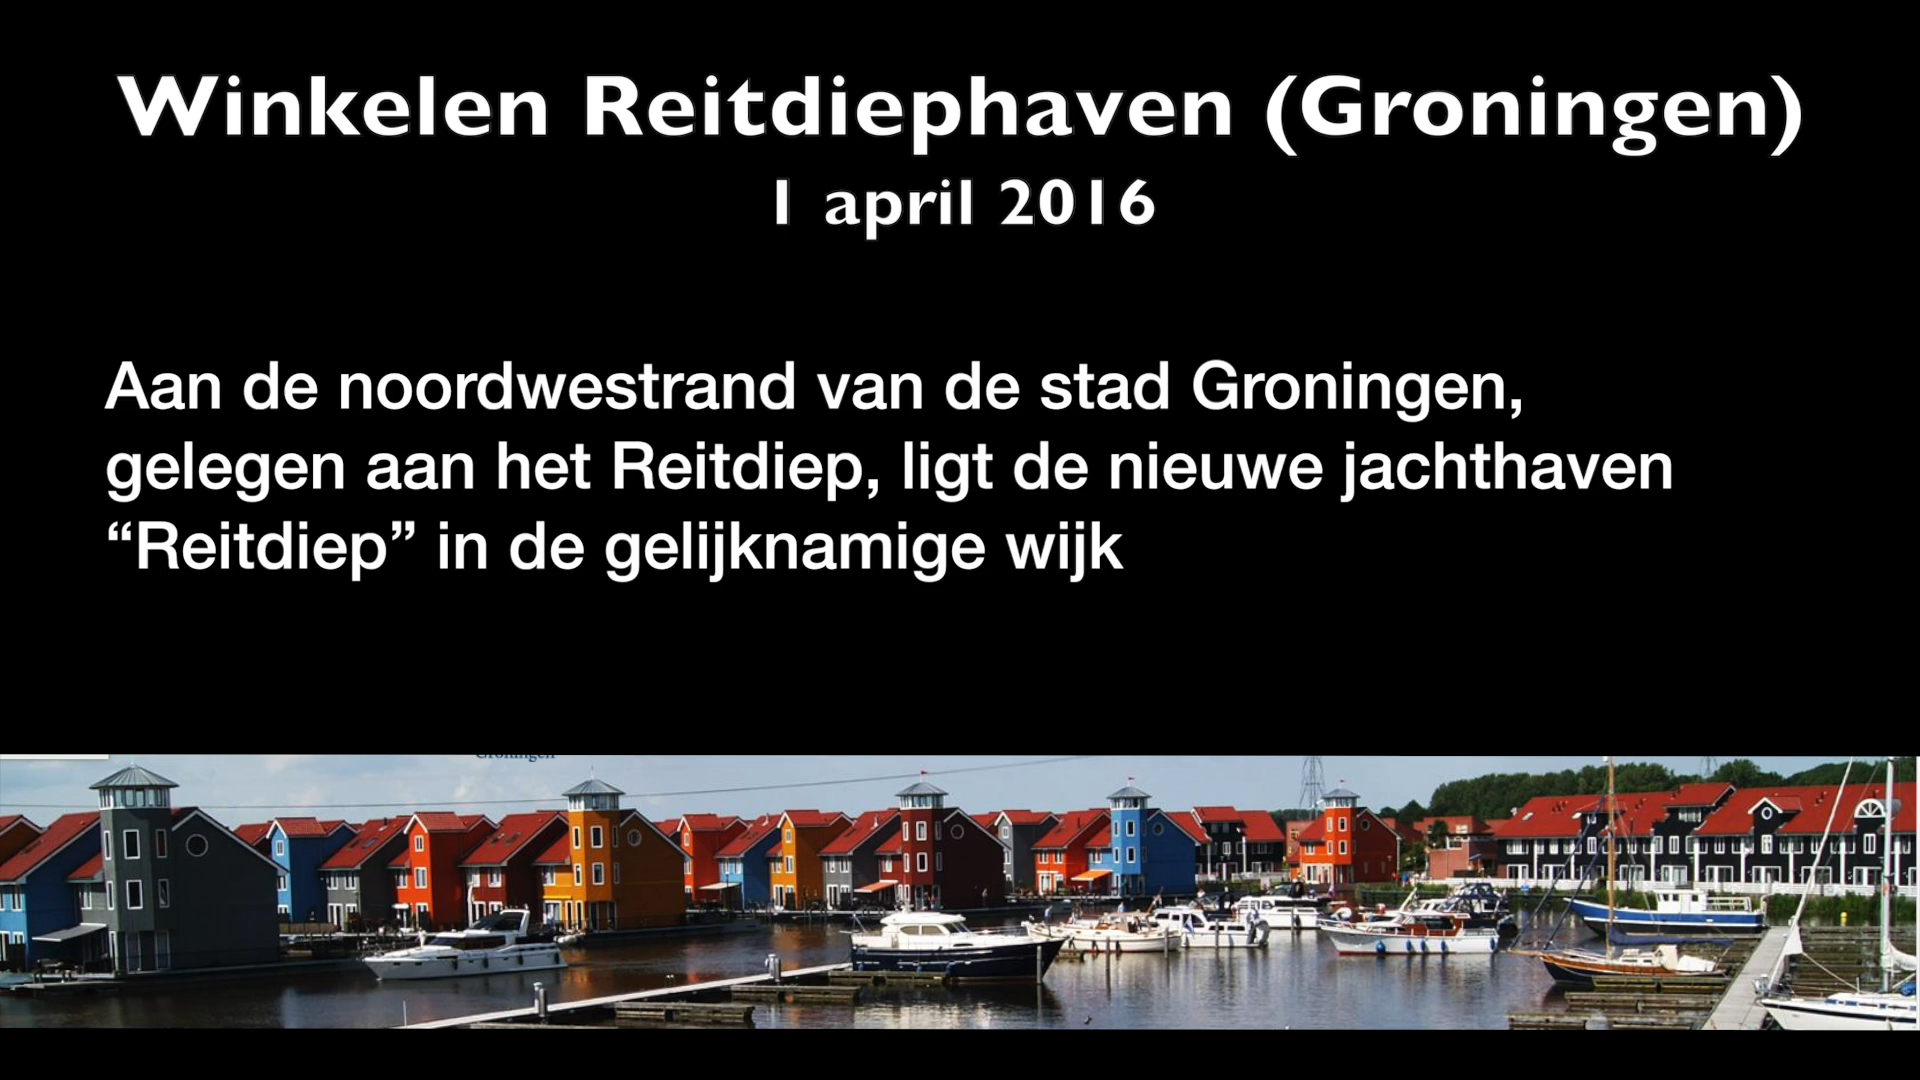 Winkelen Reitdiephaven (Groningen)
1 april 2016
Aan de noordwestrand van de stad Groningen,
gelegen aan het Reitdiep, ligt de nieuwe jachthaven
“Reitdiep” in de gelijknamige wijk
Groningen